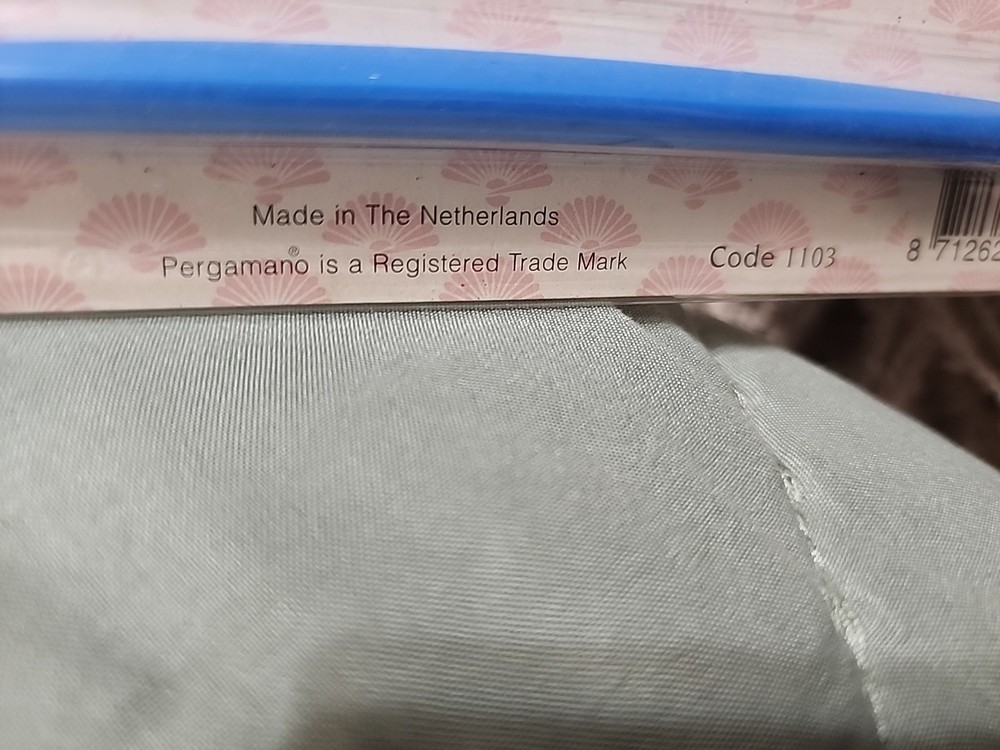 Made in The Netherlands
Pergamano® is a Registered Trade Mark
Code 1103
8 71262